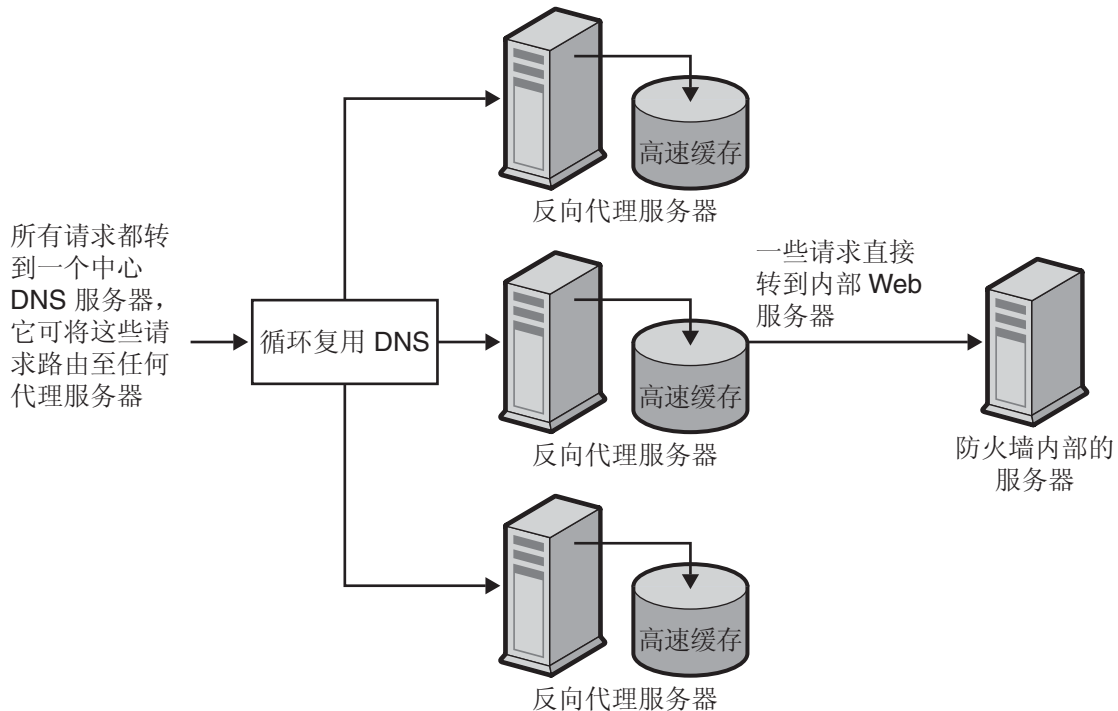 高速缓存
反向代理服务器
所有请求都转
到一个中心
DNS 服务器，
它可将这些请
求路由至任何
代理服务器
循环复用 DNS
高速缓存
反向代理服务器
一些请求直接
转到内部 Web
服务器
防火墙内部的
服务器
高速缓存
反向代理服务器